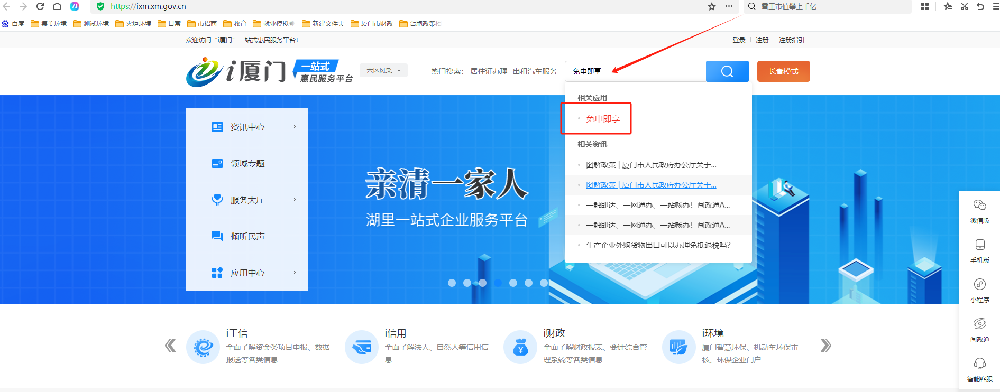 AI
https://ixm.xm.gov.cn
雪王市值攀上千亿
百度 集美环境 测试环境 火炬环境 日常 市招商 教育 就业模拟登 新建文件夹 厦门市财政 台胞政策相
欢迎访问“i厦门”一站式惠民服务平台!
登录 注册 注册指引
i厦门 一站式
惠民服务平台
六区风采
热门搜索: 居住证办理 出租汽车服务
免申即享
长者模式
相关应用
免申即享
相关资讯
图解政策 | 厦门市人民政府办公厅关于...
图解政策 | 厦门市人民政府办公厅关于...
一触即达、一网通办、一站畅办！闽政通A...
一触即达、一网通办、一站畅办！闽政通A...
生产企业外购货物出口可以办理免抵退税吗?
资讯中心
领域专题
服务大厅
倾听民声
应用中心
亲清一家人
湖里一站式企业服务平台
微信版
手机版
小程序
闽政通
智能客服
i工信
全面了解资金类项目申报、数据
报送等各类信息
i信用
全面了解法人、自然人等信用信
息
i财政
全面了解财政报表、会计综合管
理系统等各类信息
i环境
厦门智慧环保、机动车环保审
核、环保企业门户